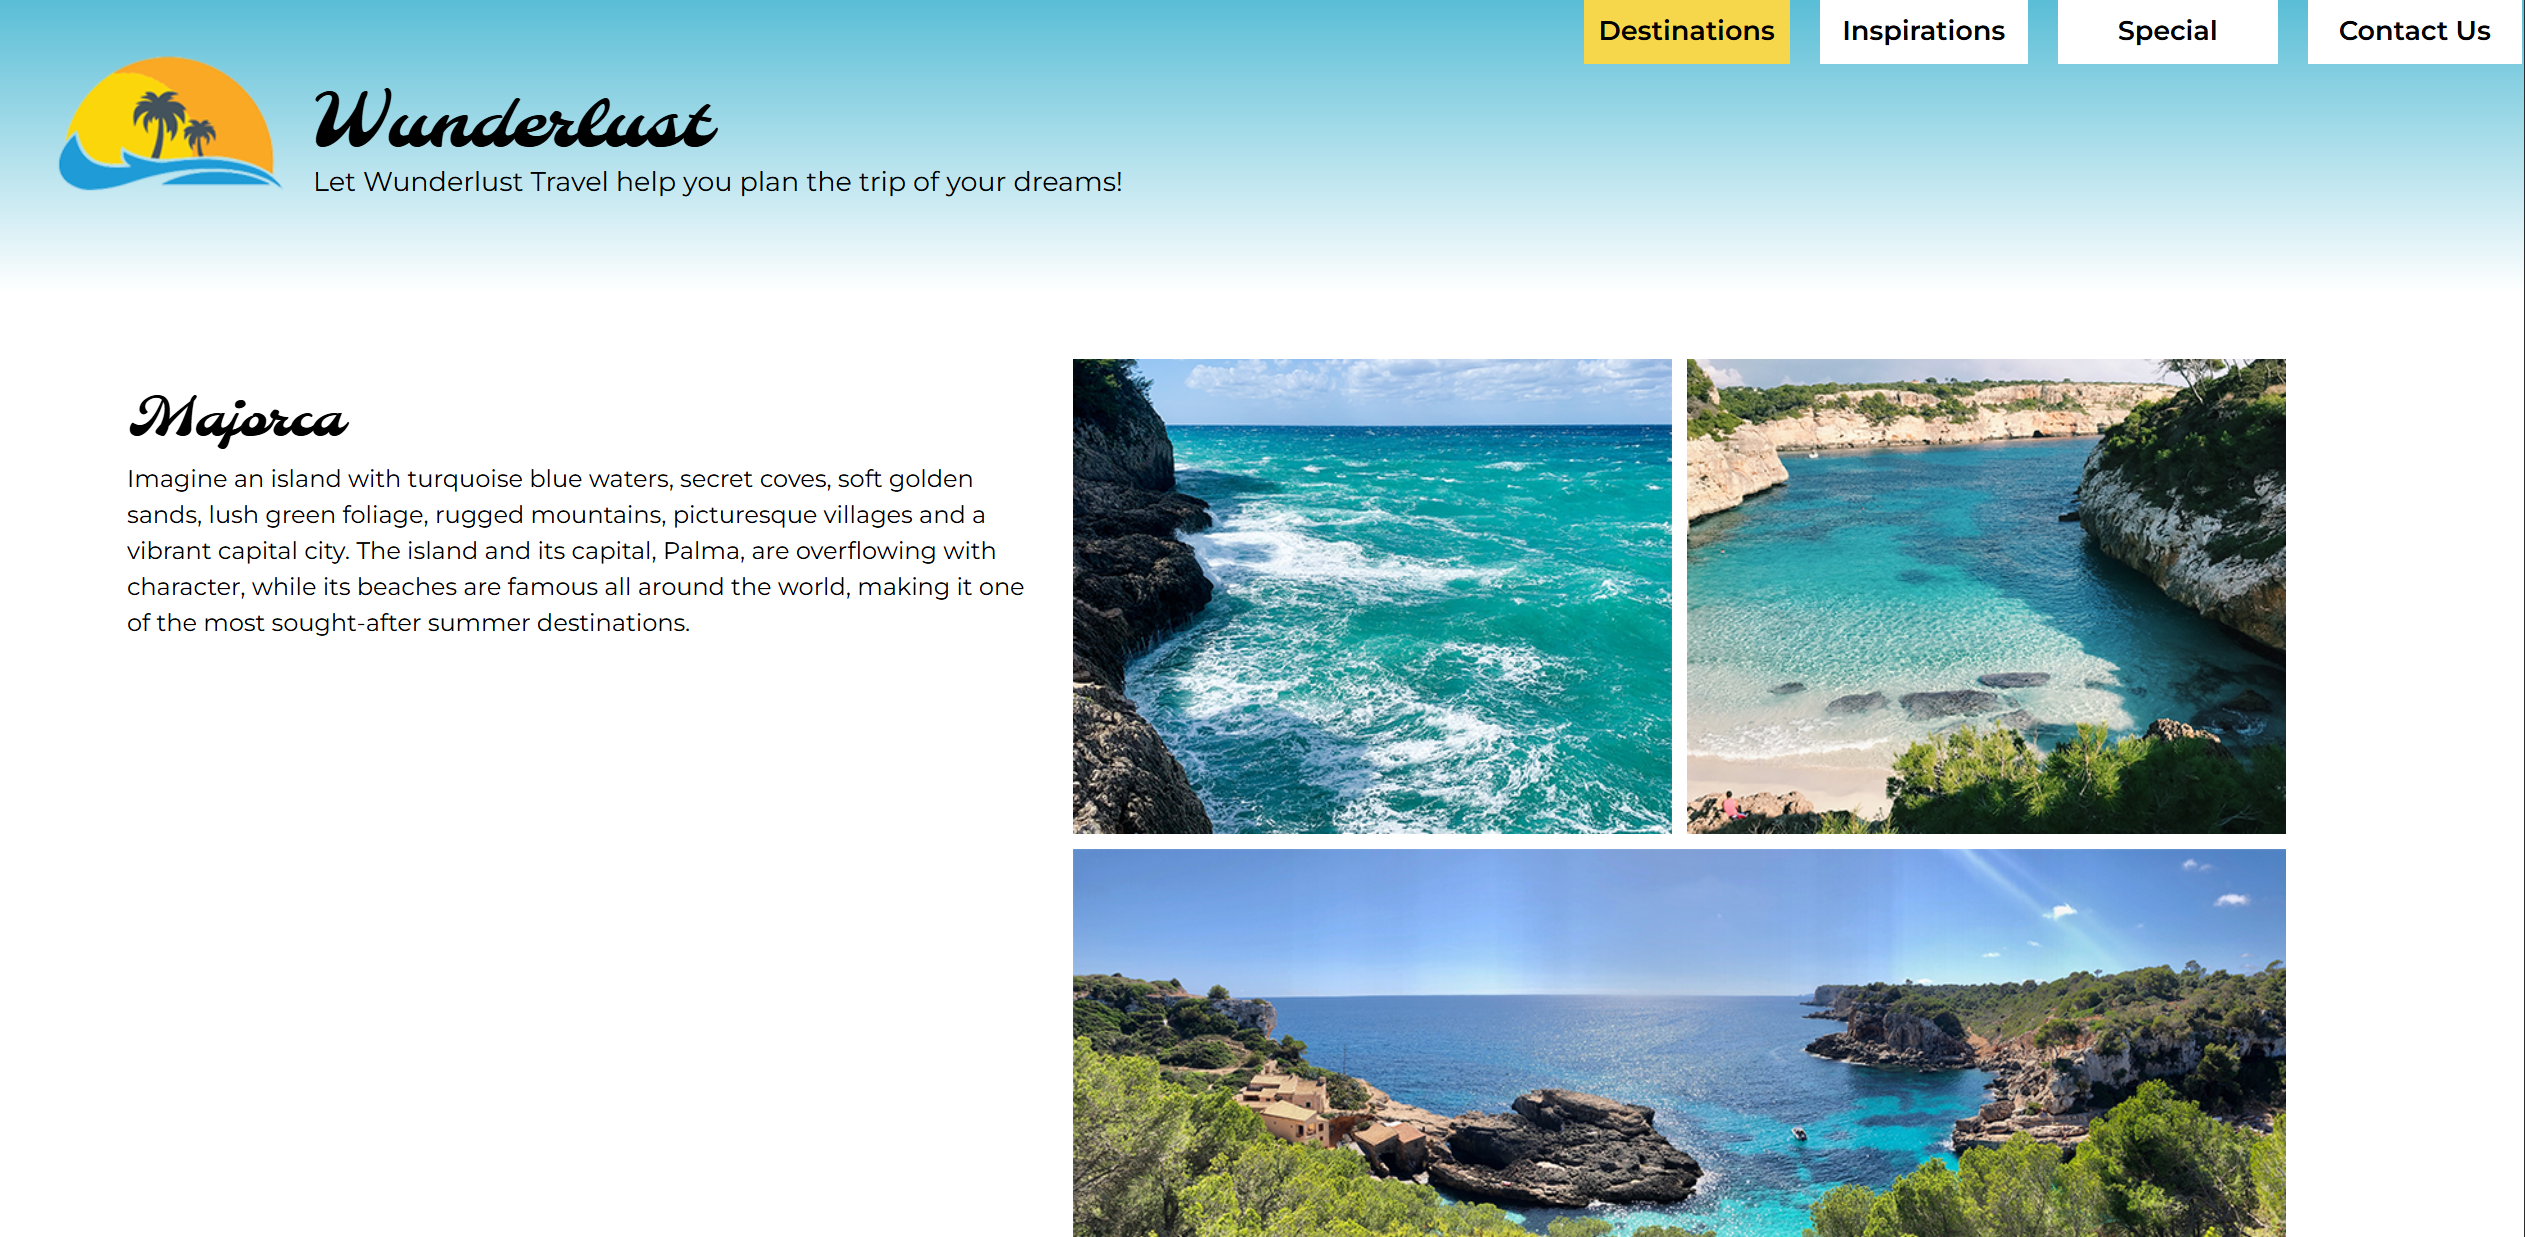 Destinations
Inspirations
Special
Contact Us
Wunderlust
Let Wunderlust Travel help you plan the trip of your dreams!
Majorca
Imagine an island with turquoise blue waters, secret coves, soft golden
sands, lush green foliage, rugged mountains, picturesque villages and a
vibrant capital city. The island and its capital, Palma, are overflowing with
character, while its beaches are famous all around the world, making it one
of the most sought-after summer destinations.